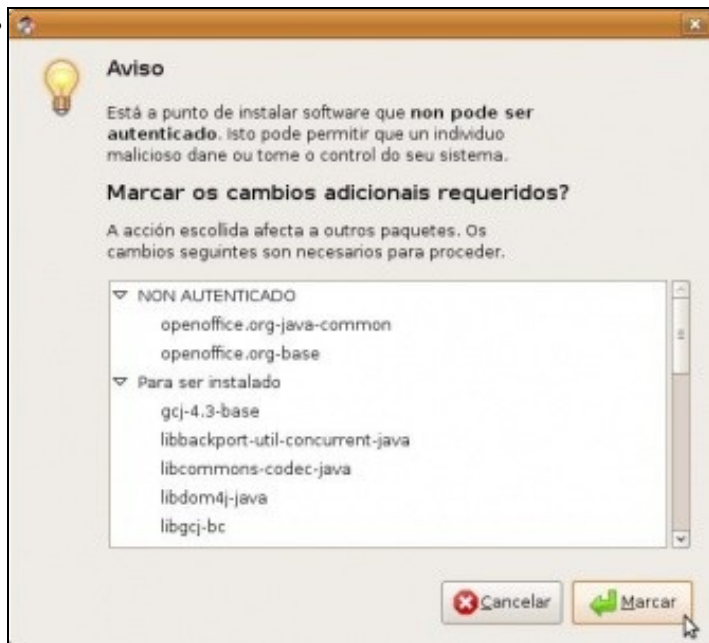 Aviso
Está a punto de instalar software que non pode ser
autenticado. Isto pode permitir que un individuo
malicioso dane ou tome o control do seu sistema.
Marcar os cambios adicionais requiridos?
A acción escollida afecta a outros paquetes. Os
cambios seguintes son necesarios para proceder.
NON AUTENTICADO
openoffice.org-java-common
openoffice.org-base
Para ser instalado
gcj-4.3-base
libbackport-util-concurrent-java
libcommons-codec-java
libdom4j-java
libgcj-bc
Cancelar
Marcar